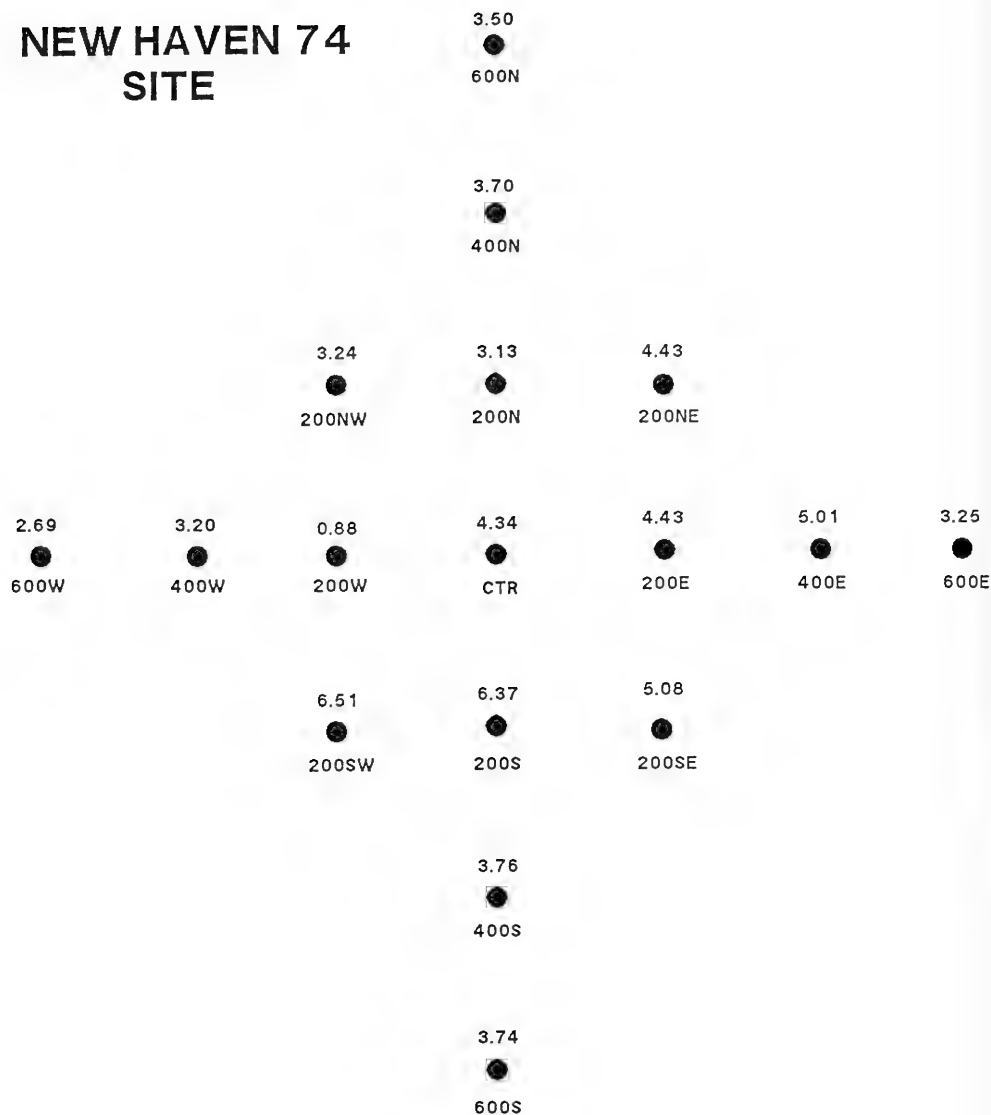 3.50
NEW HAVEN 74
SITE
600N
3.70
400N
3.24 3.13 4.43
200NW 200N 200NE
2.69 3.20 0.88 4.34 4.43 5.01 3.25
600W 400W 200W CTR 200E 400E 600E
6.51 6.37 5.08
200SW 200S 200SE
3.76
400S
3.74
600S